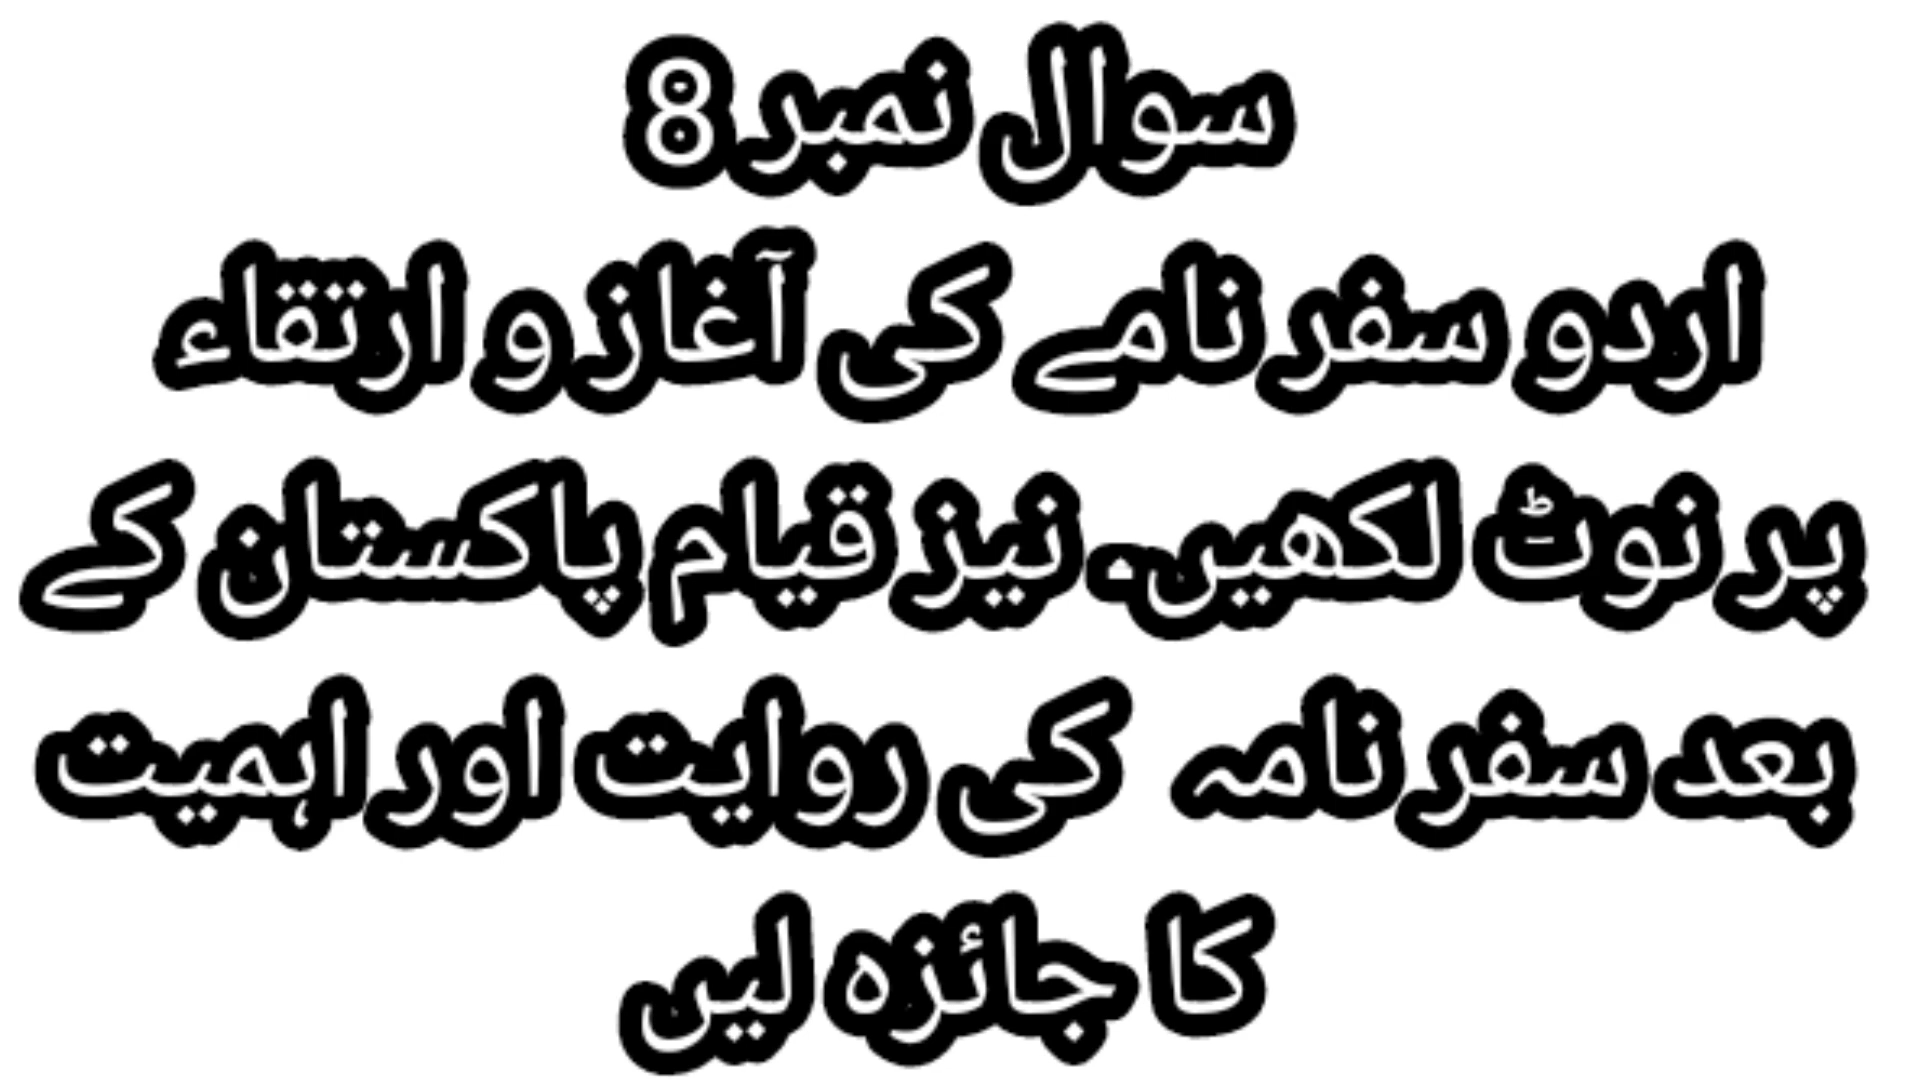 سوال نمبر 8
اردو سفر نامے کی آغاز و ارتقاء
پر نوٹ لکھیں۔ نیز قیام پاکستان کے
بعد سفر نامہ کی روایت اور اہمیت
کا جائزہ لیں